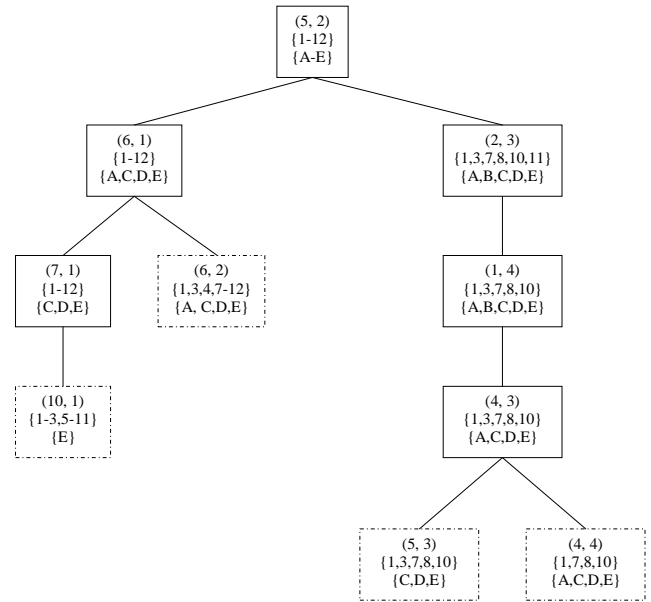 (5, 2)
{1-12}
{A-E}
(6, 1)
{1-12}
{A,C,D,E}
(2, 3)
{1,3,7,8,10,11}
{A,B,C,D,E}
(7, 1)
{1-12}
{C,D,E}
(6, 2)
{1,3,4,7-12}
{A, C,D,E}
(1, 4)
{1,3,7,8,10}
{A,B,C,D,E}
(10, 1)
{1-3,5-11}
{E}
(4, 3)
{1,3,7,8,10}
{A,C,D,E}
(5, 3)
{1,3,7,8,10}
{C,D,E}
(4, 4)
{1,7,8,10}
{A,C,D,E}